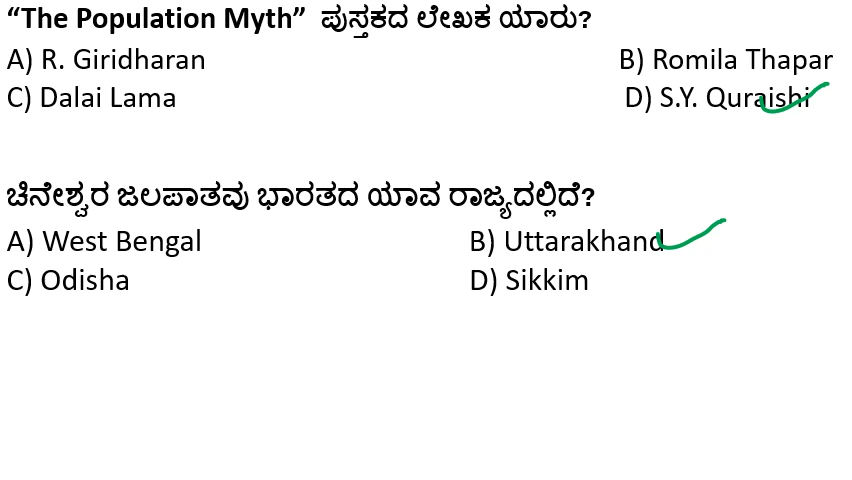 “The Population Myth” ಪುಸ್ತಕದ ಲೇಖಕ ಯಾರು?
A) R. Giridharan B) Romila Thapar
C) Dalai Lama D) S.Y. Quraishi
ಚಿನೇಶ್ವರ ಜಲಪಾತವು ಭಾರತದ ಯಾವ ರಾಜ್ಯದಲ್ಲಿದೆ?
A) West Bengal B) Uttarakhand
C) Odisha D) Sikkim